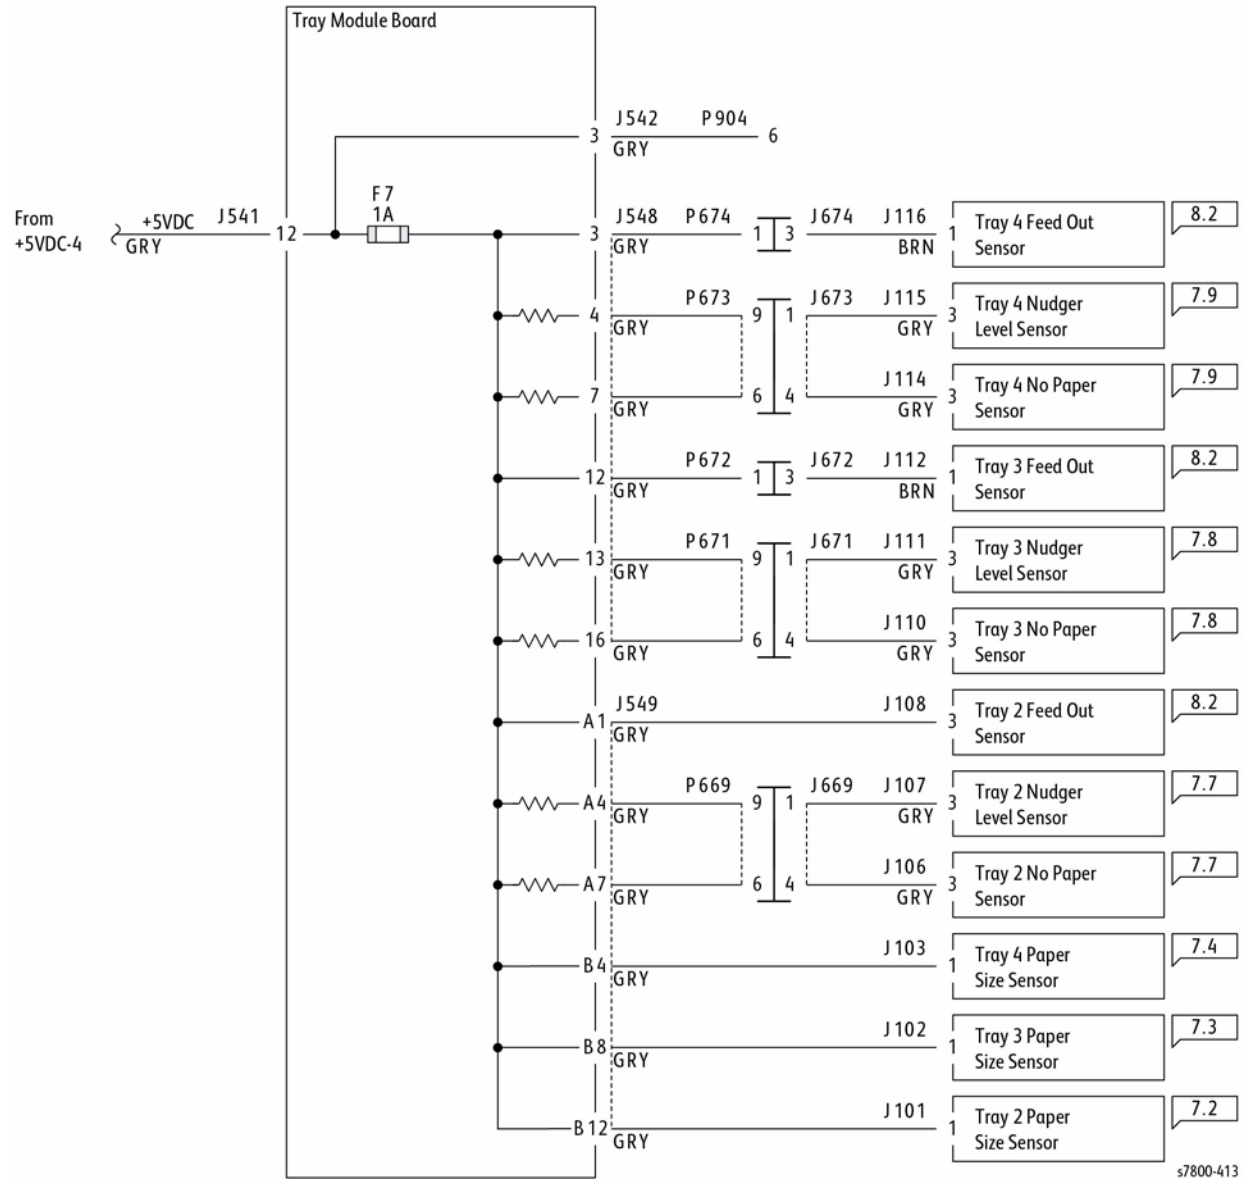 Tray Module Board
J542 P904
3 6
GRY
F7
1A
From +5VDC J541
+5VDC-4 GRY 12
J548 P674 J674 J116
3 1 3 1
GRY BRN
Tray 4 Feed Out
Sensor
8.2
P673 J673 J115
4 9 1 3
GRY GRY
Tray 4 Nudger
Level Sensor
7.9
J114
7 6 4 3
GRY GRY
Tray 4 No Paper
Sensor
7.9
P672 J672 J112
12 1 3 1
GRY BRN
Tray 3 Feed Out
Sensor
8.2
P671 J671 J111
13 9 1 3
GRY GRY
Tray 3 Nudger
Level Sensor
7.8
J110
16 6 4 3
GRY GRY
Tray 3 No Paper
Sensor
7.8
J549 J108
A1 3
GRY
Tray 2 Feed Out
Sensor
8.2
P669 J669 J107
A4 9 1 3
GRY GRY
Tray 2 Nudger
Level Sensor
7.7
J106
A7 6 4 3
GRY GRY
Tray 2 No Paper
Sensor
7.7
J103
B4 1
GRY
Tray 4 Paper
Size Sensor
7.4
J102
B8 1
GRY
Tray 3 Paper
Size Sensor
7.3
J101
B12 1
GRY
Tray 2 Paper
Size Sensor
7.2
s7800-413